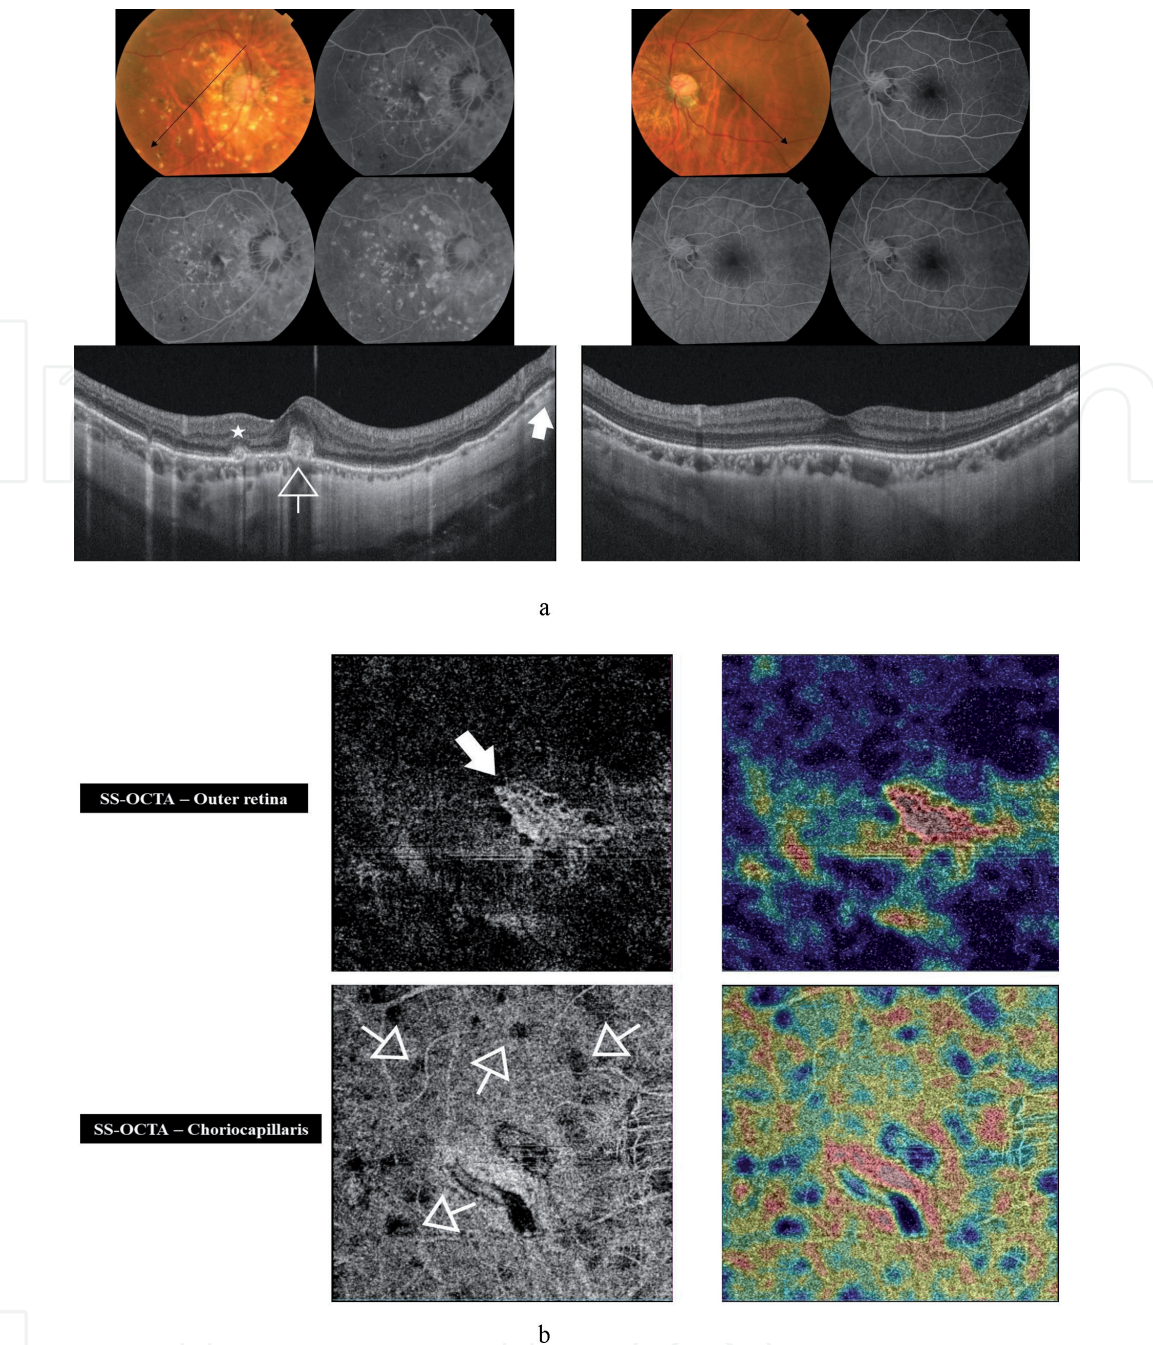 a
SS-OCTA – Outer retina
SS-OCTA – Choriocapillaris
b